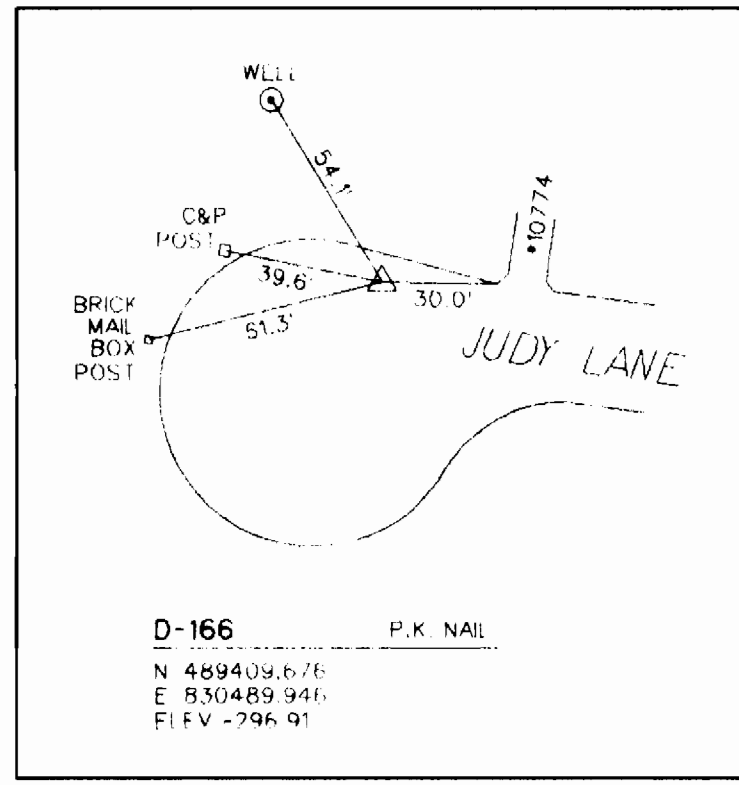 WELL
54.1'
C&P
POST
39.6'
30.0'
#10774
BRICK
MAIL
BOX
POST
61.3'
JUDY LANE
D-166 P.K. NAIL
N 489409.676
E 830489.946
ELEV -296.91